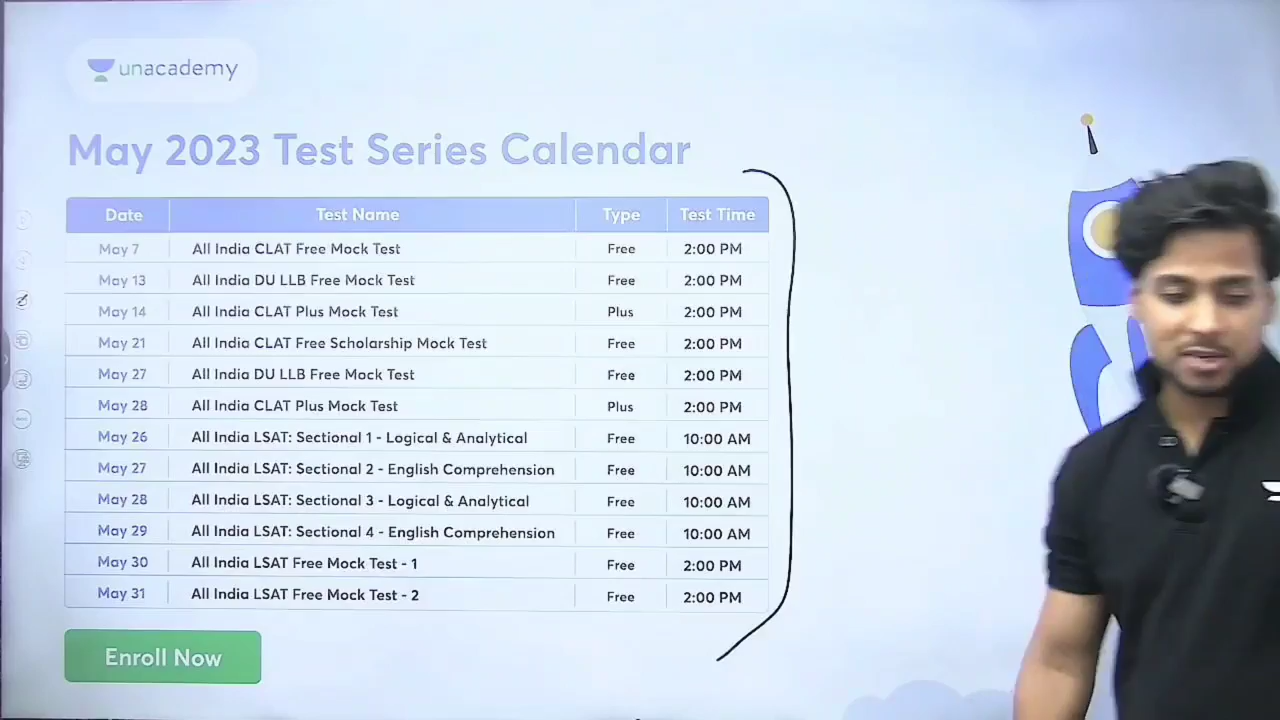 unacademy
May 2023 Test Series Calendar
Date Test Name Type Test Time
May 7 All India CLAT Free Mock Test Free 2:00 PM
May 13 All India DU LLB Free Mock Test Free 2:00 PM
May 14 All India CLAT Plus Mock Test Plus 2:00 PM
May 21 All India CLAT Free Scholarship Mock Test Free 2:00 PM
May 27 All India DU LLB Free Mock Test Free 2:00 PM
May 28 All India CLAT Plus Mock Test Plus 2:00 PM
May 26 All India LSAT: Sectional 1 - Logical & Analytical Free 10:00 AM
May 27 All India LSAT: Sectional 2 - English Comprehension Free 10:00 AM
May 28 All India LSAT: Sectional 3 - Logical & Analytical Free 10:00 AM
May 29 All India LSAT: Sectional 4 - English Comprehension Free 10:00 AM
May 30 All India LSAT Free Mock Test - 1 Free 2:00 PM
May 31 All India LSAT Free Mock Test - 2 Free 2:00 PM
Enroll Now